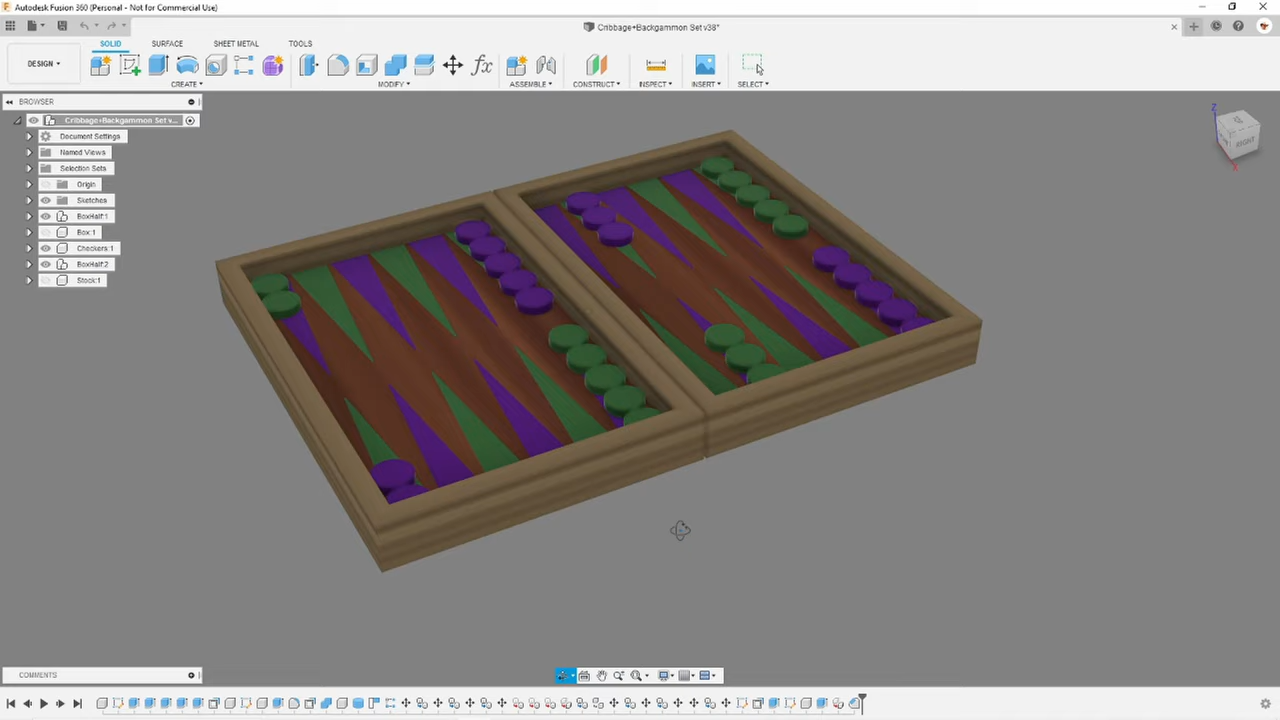 Autodesk Fusion 360 (Personal - Not for Commercial Use)
Cribbage+Backgammon Set v38*
DESIGN
SOLID SURFACE SHEET METAL TOOLS
CREATE MODIFY ASSEMBLE CONSTRUCT INSPECT INSERT SELECT
BROWSER
Cribbage+Backgammon Set v...
Document Settings
Named Views
Selection Sets
Origin
Sketches
BoxHalf:1
Box:1
Checkers:1
BoxHalf:2
Stock:1
Z
RIGHT
X
COMMENTS